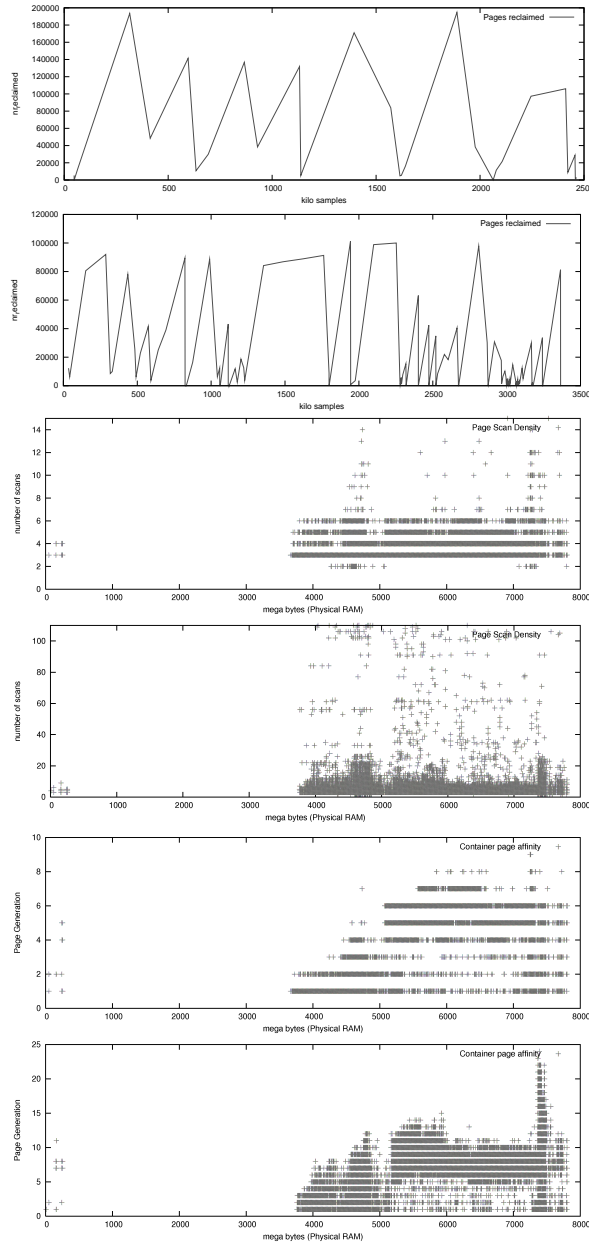 200000
180000
160000
140000
120000
100000
80000
60000
40000
20000
0
nrreclaimed
Pages reclaimed
0 500 1000 1500 2000 2500
kilo samples
120000
100000
80000
60000
40000
20000
0
nrreclaimed
Pages reclaimed
0 500 1000 1500 2000 2500 3000 3500
kilo samples
14
12
10
8
6
4
2
0
number of scans
Page Scan Density
0 1000 2000 3000 4000 5000 6000 7000 8000
mega bytes (Physical RAM)
100
80
60
40
20
0
number of scans
Page Scan Density
0 1000 2000 3000 4000 5000 6000 7000 8000
mega bytes (Physical RAM)
10
8
6
4
2
0
Page Generation
Container page affinity
0 1000 2000 3000 4000 5000 6000 7000 8000
mega bytes (Physical RAM)
25
20
15
10
5
0
Page Generation
Container page affinity
0 1000 2000 3000 4000 5000 6000 7000 8000
mega bytes (Physical RAM)